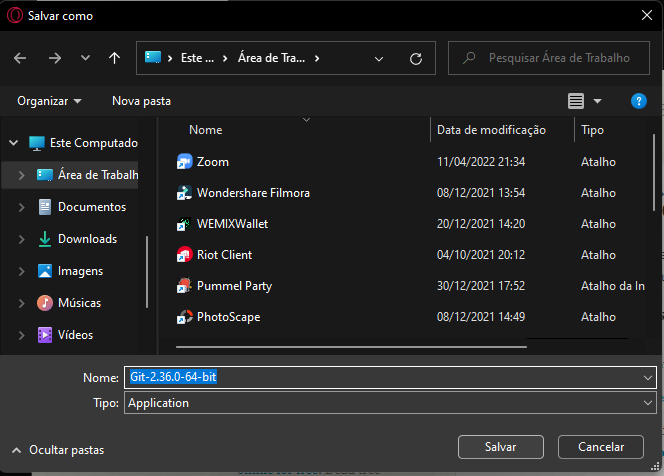 Salvar como
Este ... Área de Tra... Pesquisar Área de Trabalho
Organizar Nova pasta
Nome Data de modificação Tipo
Este Computado
Área de Trabalh
Documentos
Downloads
Imagens
Músicas
Vídeos
Zoom 11/04/2022 21:34 Atalho
Wondershare Filmora 08/12/2021 13:54 Atalho
WEMIXWallet 20/12/2021 14:20 Atalho
Riot Client 04/10/2021 20:12 Atalho
Pummel Party 30/12/2021 17:52 Atalho da In
PhotoScape 08/12/2021 14:49 Atalho
Nome: Git-2.36.0-64-bit
Tipo: Application
Ocultar pastas Salvar Cancelar